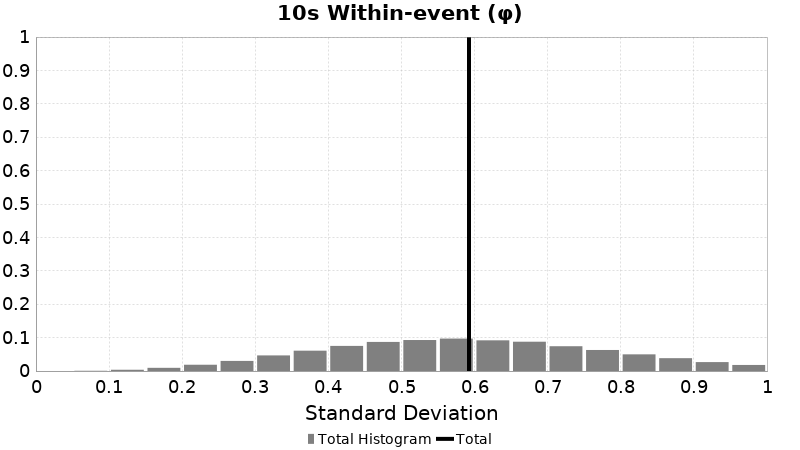 10s Within-event (φ)
1
0.9
0.8
0.7
0.6
0.5
0.4
0.3
0.2
0.1
0
0 0.1 0.2 0.3 0.4 0.5 0.6 0.7 0.8 0.9 1
Standard Deviation
Total Histogram Total